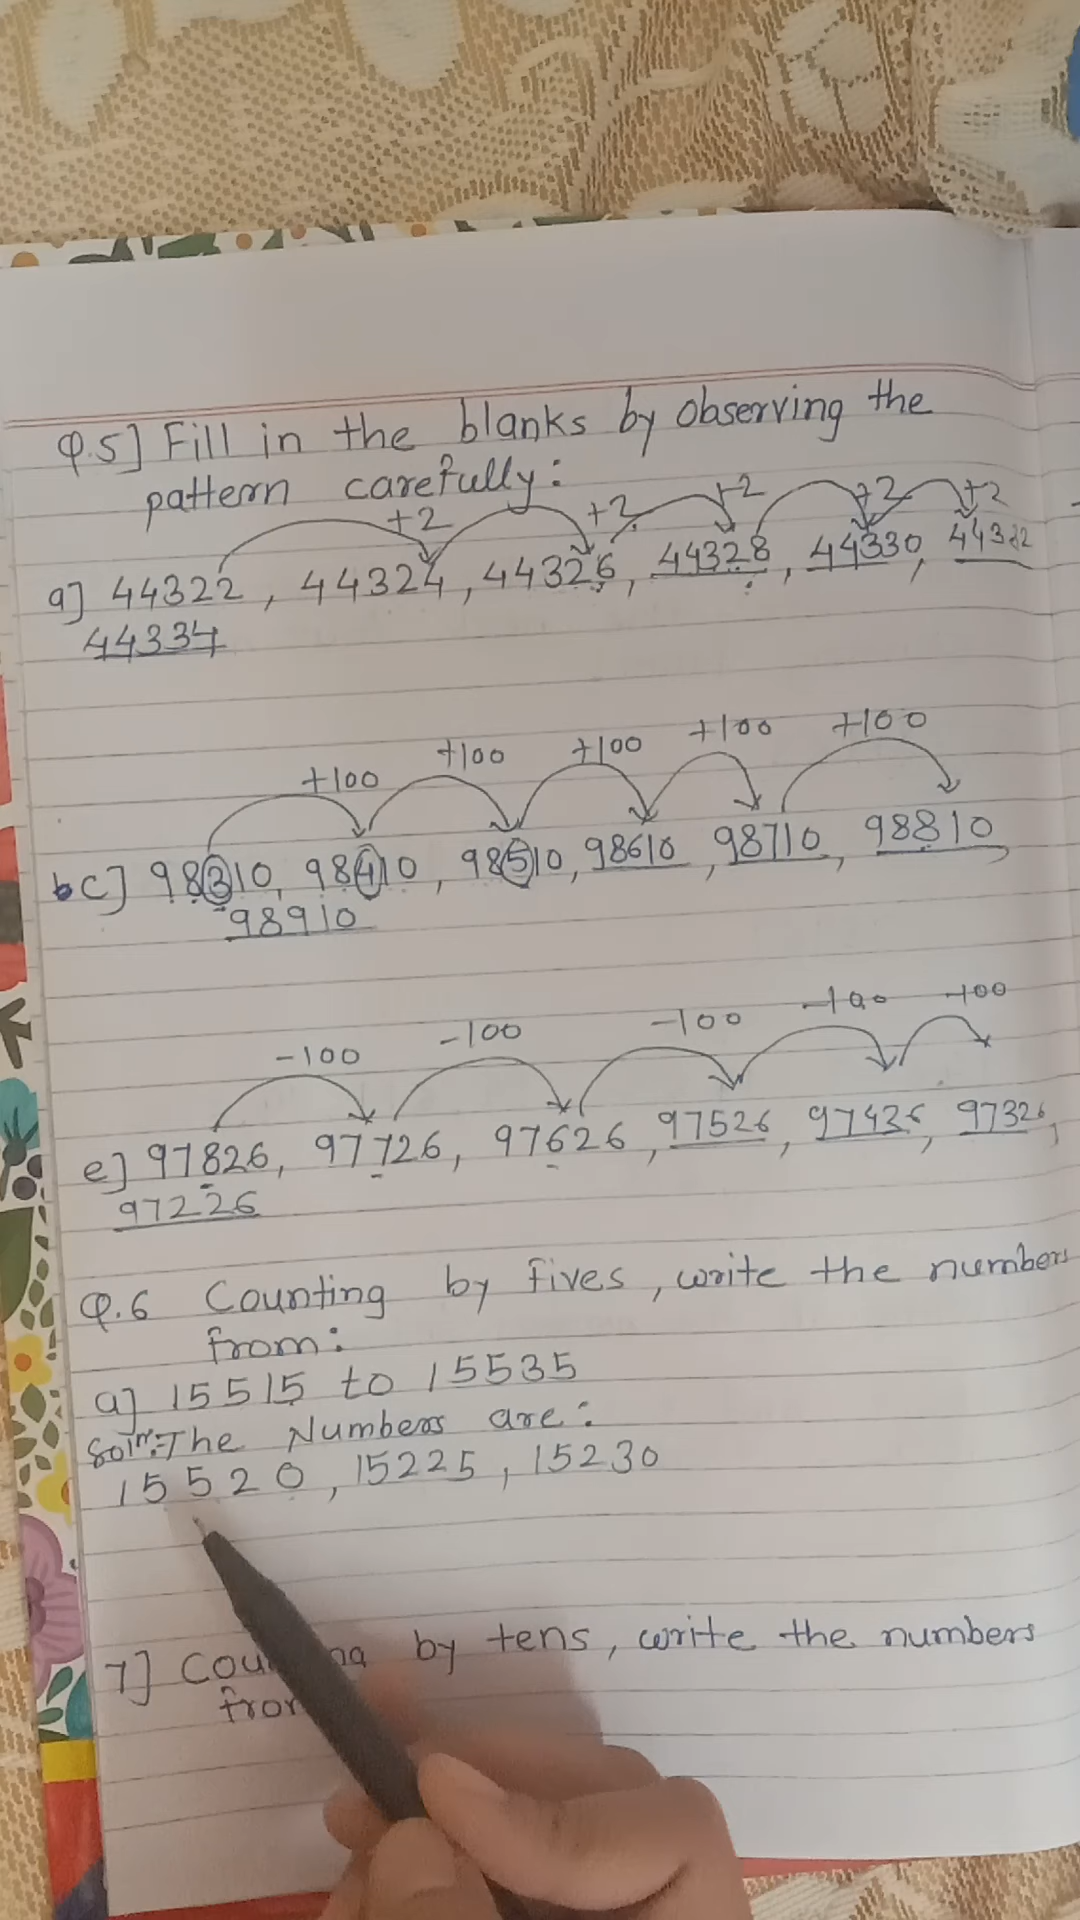 Q.5] Fill in the blanks by observing the
pattern carefully:
+2 +2 +2 +2 +2
a] 44322, 44324, 44326, 44328, 44330, 44332
44334
+100 +100 +100 +100 +100
bc] 98310, 98410, 98510, 98610, 98710, 98810
98910
-100 -100 -100 -100 -100
e] 97826, 97726, 97626, 97526, 97426, 97326,
97226
Q.6 Counting by fives, write the numbers
from:
a] 15515 to 15535
Soln:-The Numbers are:
15520, 15225, 15230
7] by tens, write the numbers